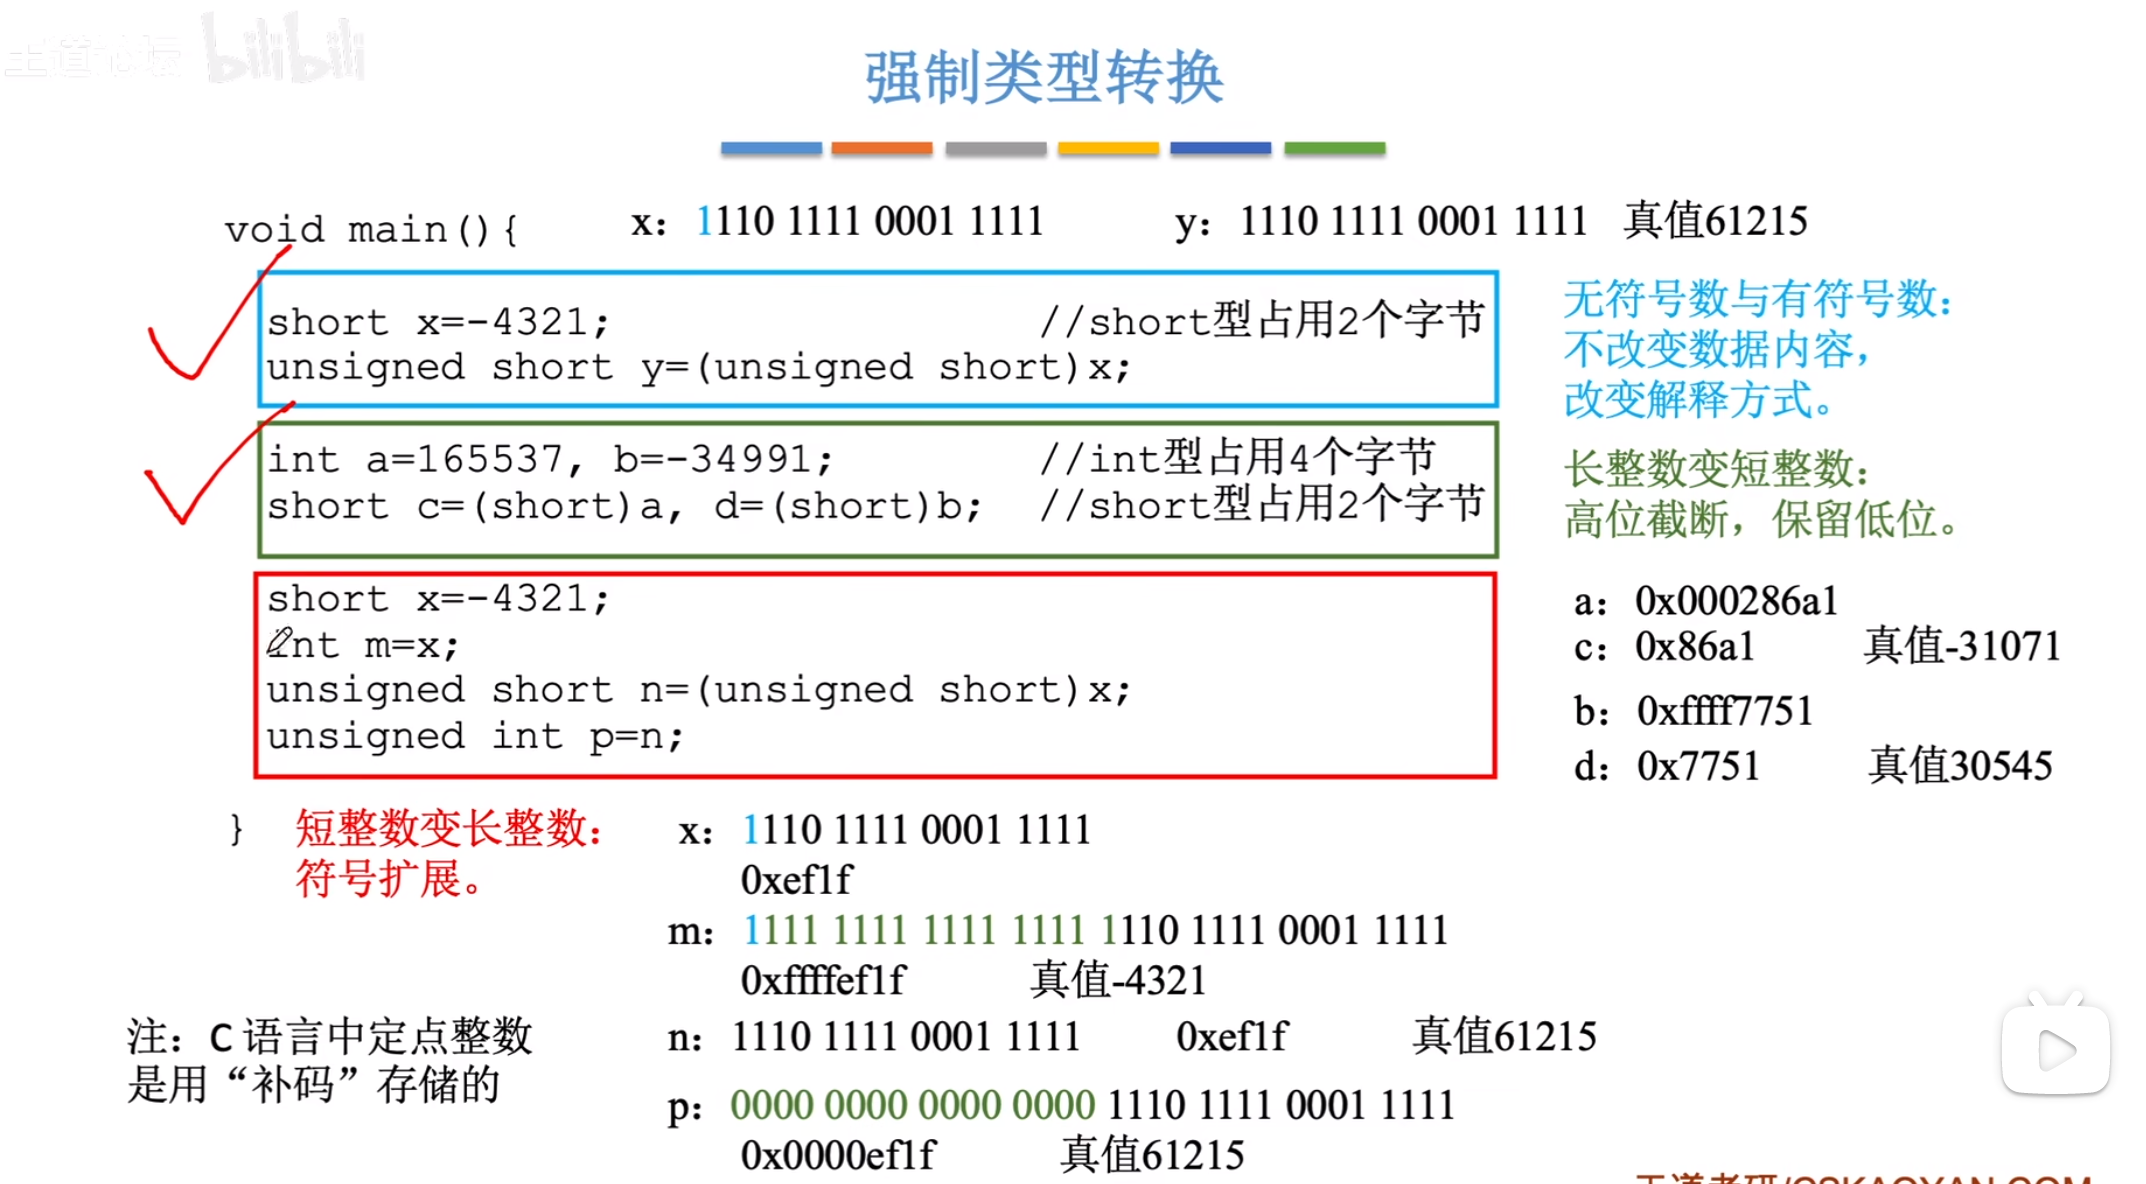 王道论坛 bilibili
强制类型转换
void main(){
x：1110 1111 0001 1111
y：1110 1111 0001 1111 真值61215
short x=-4321; //short型占用2个字节
unsigned short y=(unsigned short)x;
无符号数与有符号数：
不改变数据内容，
改变解释方式。
int a=165537, b=-34991; //int型占用4个字节
short c=(short)a, d=(short)b; //short型占用2个字节
长整数变短整数：
高位截断，保留低位。
short x=-4321;
int m=x;
unsigned short n=(unsigned short)x;
unsigned int p=n;
a：0x000286a1
c：0x86a1 真值-31071
b：0xffff7751
d：0x7751 真值30545
}
短整数变长整数：
符号扩展。
x：1110 1111 0001 1111
0xef1f
m：1111 1111 1111 1111 1110 1111 0001 1111
0xffffef1f 真值-4321
n：1110 1111 0001 1111 0xef1f 真值61215
p：0000 0000 0000 0000 1110 1111 0001 1111
0x0000ef1f 真值61215
注：C 语言中定点整数
是用“补码”存储的
王道考研/CSKAOYAN.COM